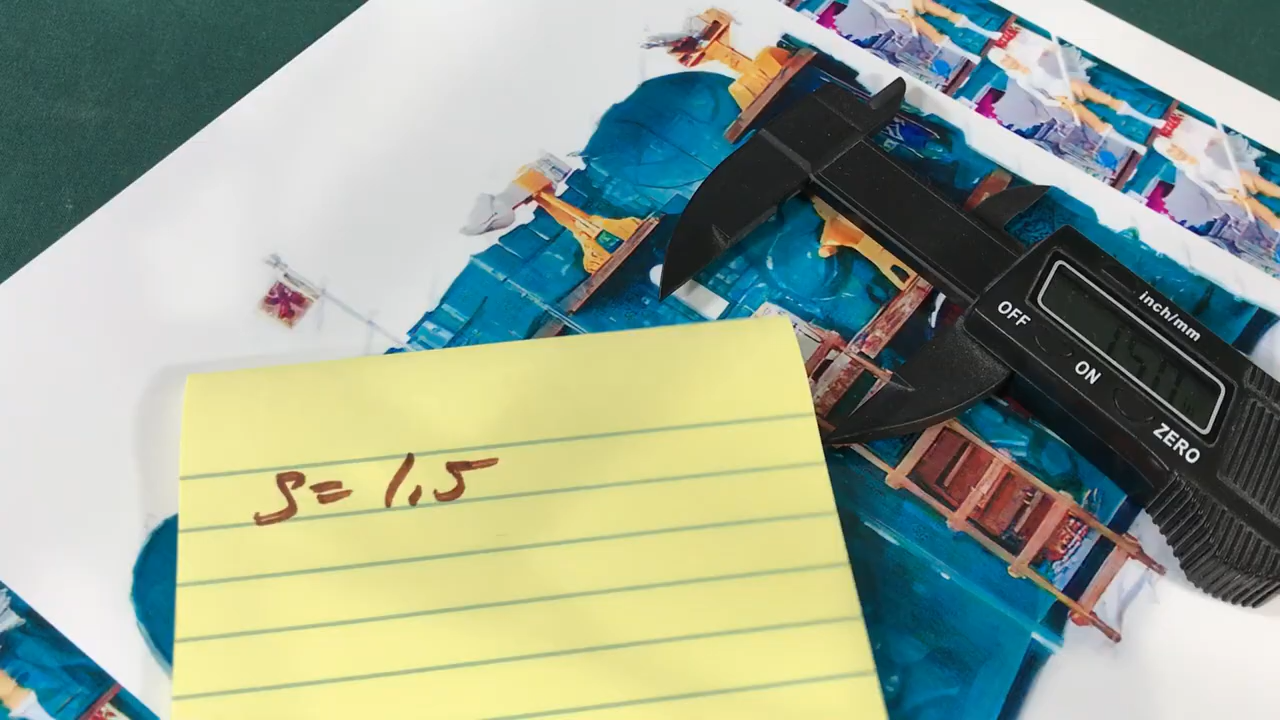 S = 1,5
inch/mm
OFF
ON
ZERO